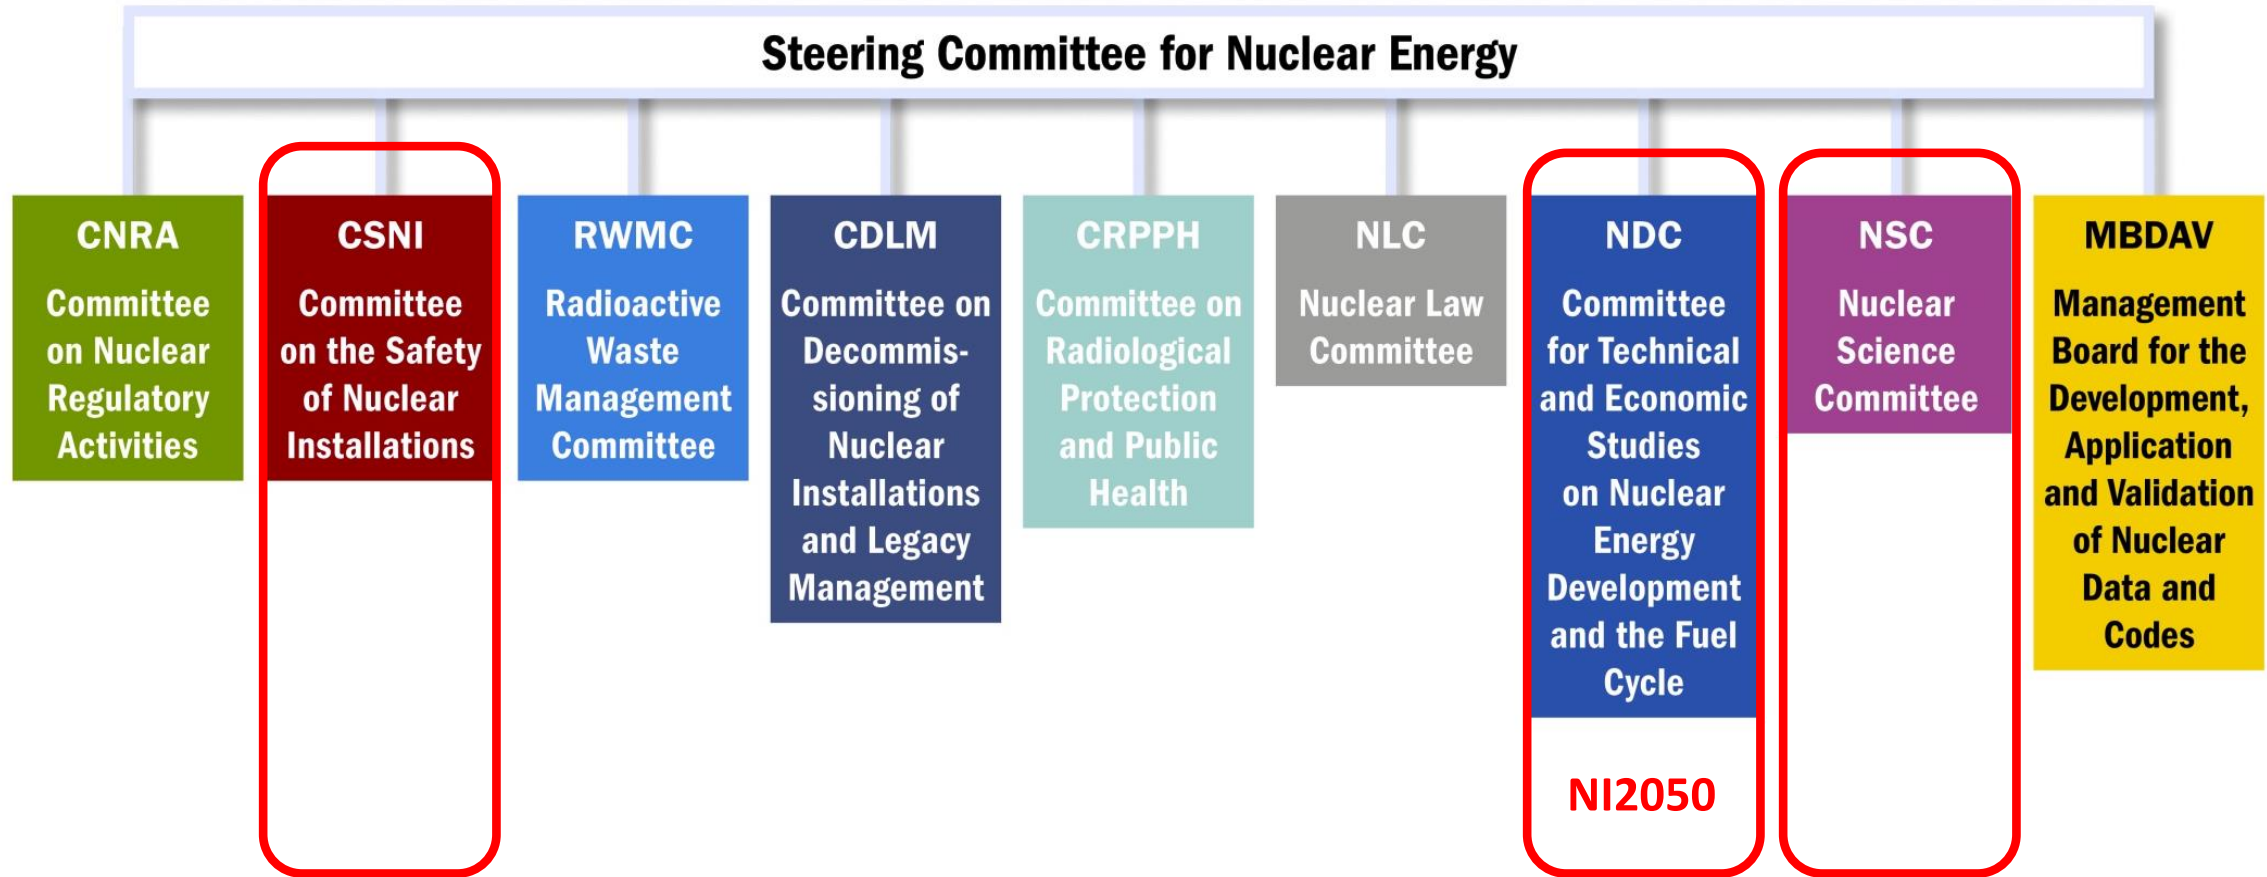 Steering Committee for Nuclear Energy
CNRA
Committee
on Nuclear
Regulatory
Activities
CSNI
Committee
on the Safety
of Nuclear
Installations
RWMC
Radioactive
Waste
Management
Committee
CDLM
Committee on
Decommis-
sioning of
Nuclear
Installations
and Legacy
Management
CRPPH
Committee on
Radiological
Protection
and Public
Health
NLC
Nuclear Law
Committee
NDC
Committee
for Technical
and Economic
Studies
on Nuclear
Energy
Development
and the Fuel
Cycle
NI2050
NSC
Nuclear
Science
Committee
MBDAV
Management
Board for the
Development,
Application
and Validation
of Nuclear
Data and
Codes